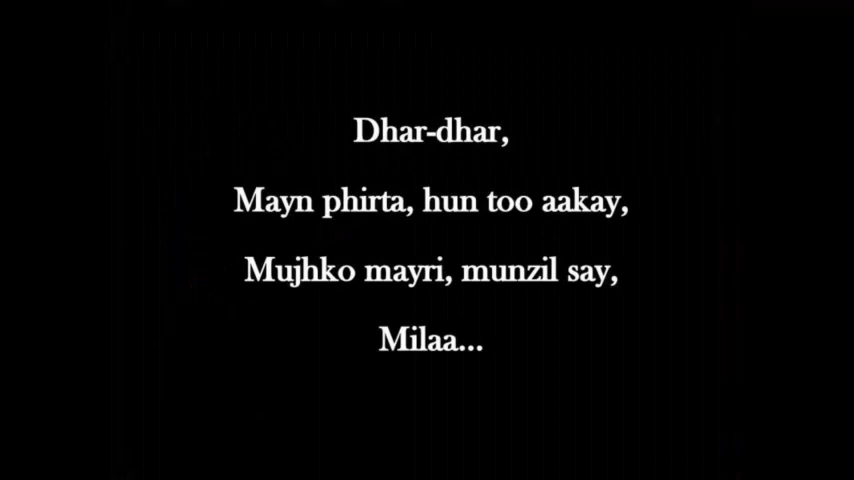 Dhar-dhar,
Mayn phirta, hun too aakay,
Mujhko mayri, munzil say,
Milaa...